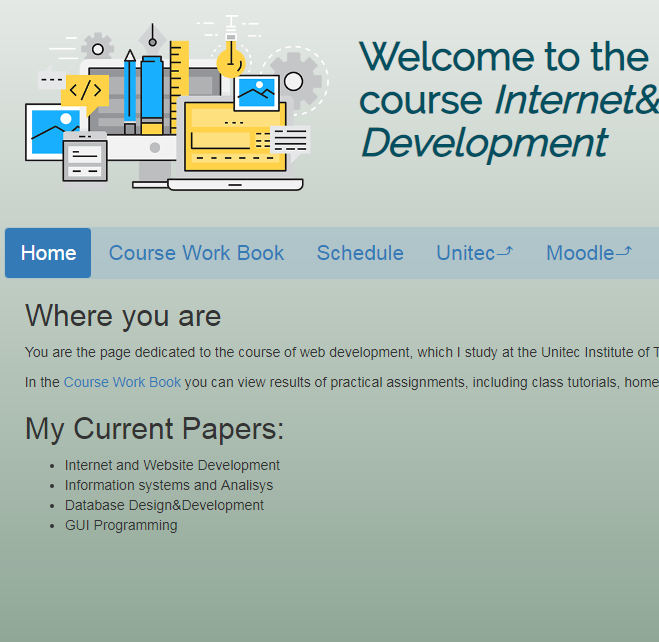 Welcome to the
course Internet&
Development
Home Course Work Book Schedule Unitec Moodle
Where you are
You are the page dedicated to the course of web development, which I study at the Unitec Institute of
In the Course Work Book you can view results of practical assignments, including class tutorials, home
My Current Papers:
Internet and Website Development
Information systems and Analisys
Database Design&Development
GUI Programming